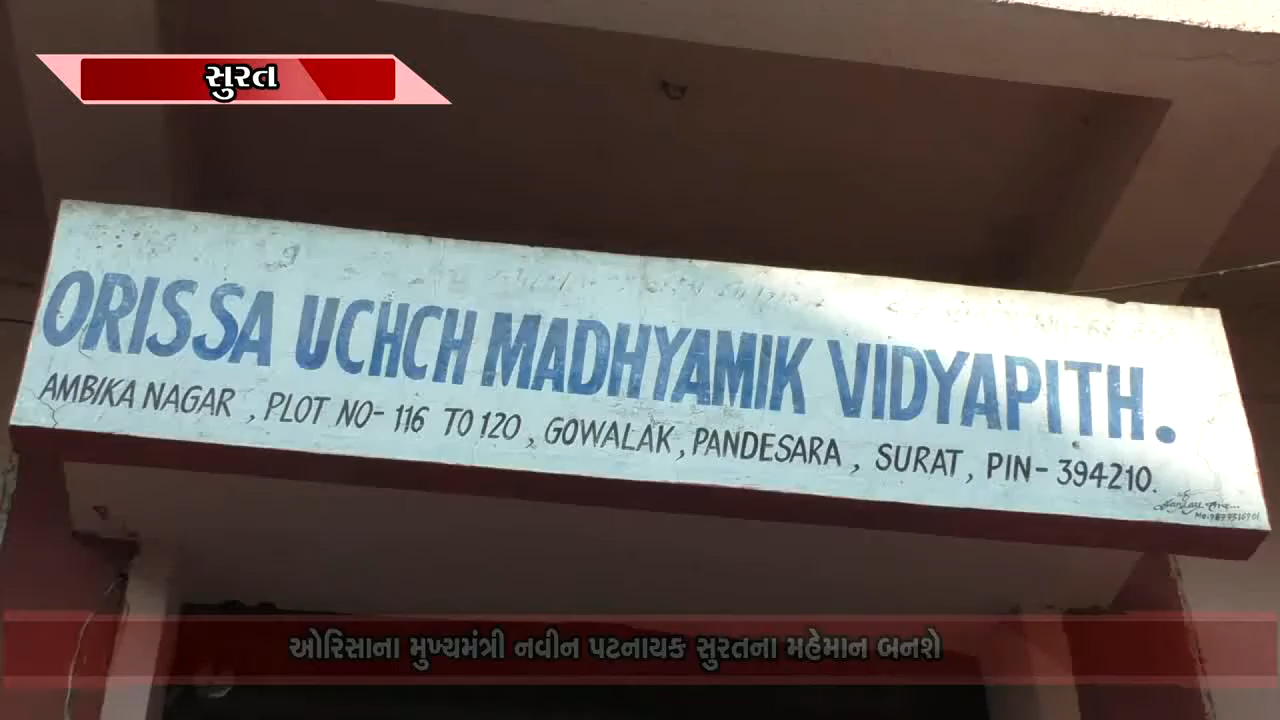 સુરત
ORISSA UCHCH MADHYAMIK VIDYAPITH.
AMBIKA NAGAR , PLOT NO- 116 TO 120 , GOWALAK , PANDESARA , SURAT , PIN- 394210.
ઓરિસાના મુખ્યમંત્રી નવીન પટનાયક સુરતના મહેમાન બનશે